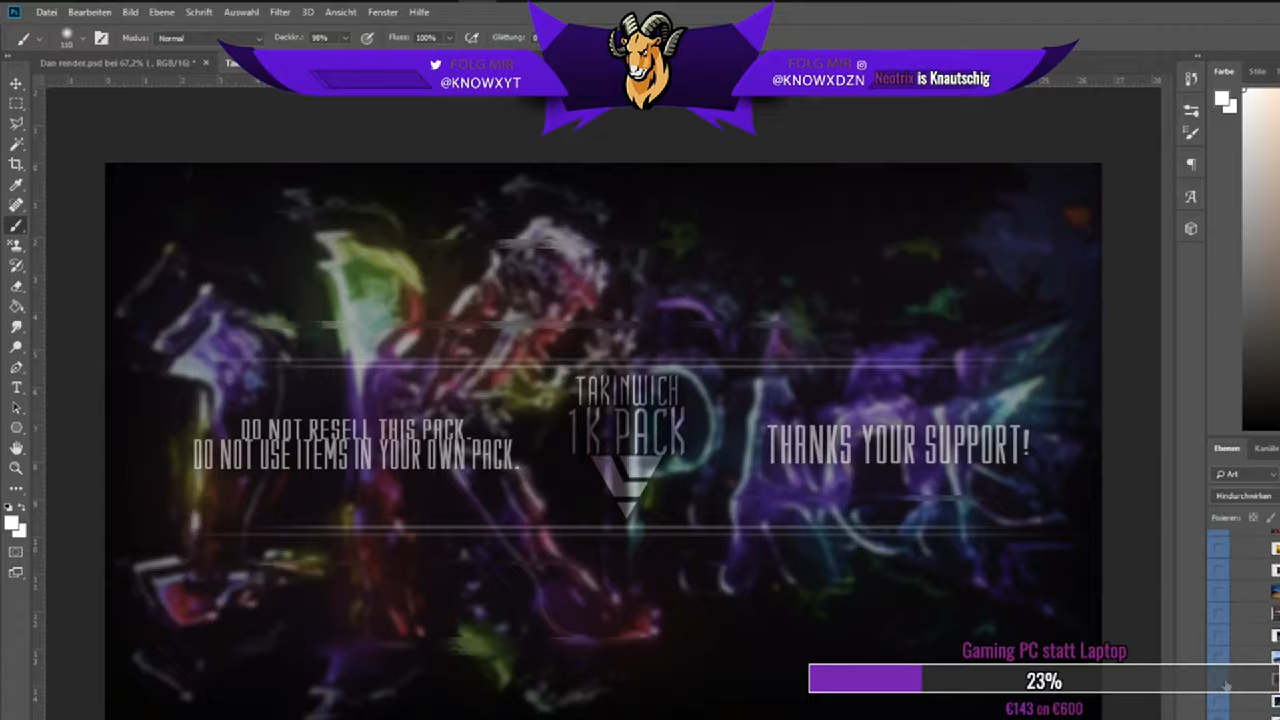 Datei Bearbeiten Bild Ebene Schrift Auswahl Filter 3D Ansicht Fenster Hilfe
110 Modus: Normal Deckkr.: 98% Fluss: 100% Glättung:
Dan render.psd bei 67,2% (. RGB/16) *
FOLG MIR
@KNOWXYT
FOLG MIR
@KNOWXDZN
Neotrix is Knautschig
Farbe
TAKINWICH
1K PACK
DO NOT RESELL THIS PACK.
DO NOT USE ITEMS IN YOUR OWN PACK.
THANKS YOUR SUPPORT!
Ebenen Kanäle
Art
Hindurchwirken
Fixieren:
Gaming PC statt Laptop
23%
€143 on €600